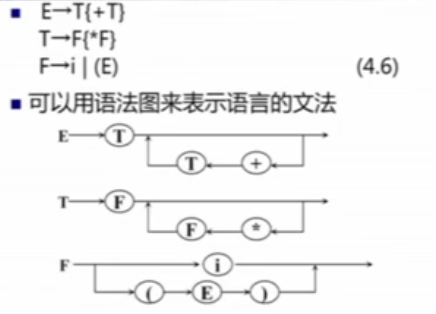 ■ E→T{+T}
T→F{*F}
F→i | (E) (4.6)
■ 可以用语法图来表示语言的文法
E T
T +
T F
F *
F i
( E )